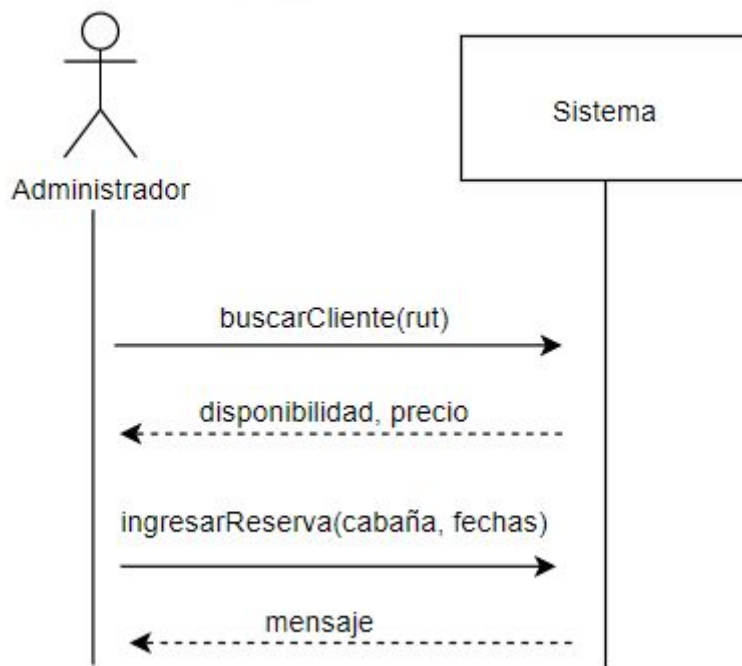 Sistema
Administrador
buscarCliente(rut)
disponibilidad, precio
ingresarReserva(cabaña, fechas)
mensaje